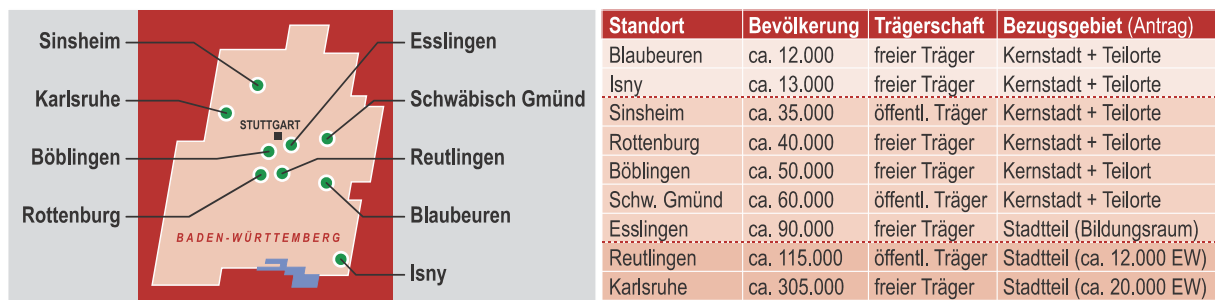 Sinsheim
Karlsruhe
Böblingen
Rottenburg
STUTTGART
BADEN-WÜRTTEMBERG
Esslingen
Schwäbisch Gmünd
Reutlingen
Blaubeuren
Isny
Standort Bevölkerung Trägerschaft Bezugsgebiet (Antrag)
Blaubeuren ca. 12.000 freier Träger Kernstadt + Teilorte
Isny ca. 13.000 freier Träger Kernstadt + Teilorte
Sinsheim ca. 35.000 öffentl. Träger Kernstadt + Teilorte
Rottenburg ca. 40.000 freier Träger Kernstadt + Teilorte
Böblingen ca. 50.000 freier Träger Kernstadt + Teilort
Schw. Gmünd ca. 60.000 öffentl. Träger Kernstadt + Teilorte
Esslingen ca. 90.000 freier Träger Stadtteil (Bildungsraum)
Reutlingen ca. 115.000 öffentl. Träger Stadtteil (ca. 12.000 EW)
Karlsruhe ca. 305.000 freier Träger Stadtteil (ca. 20.000 EW)